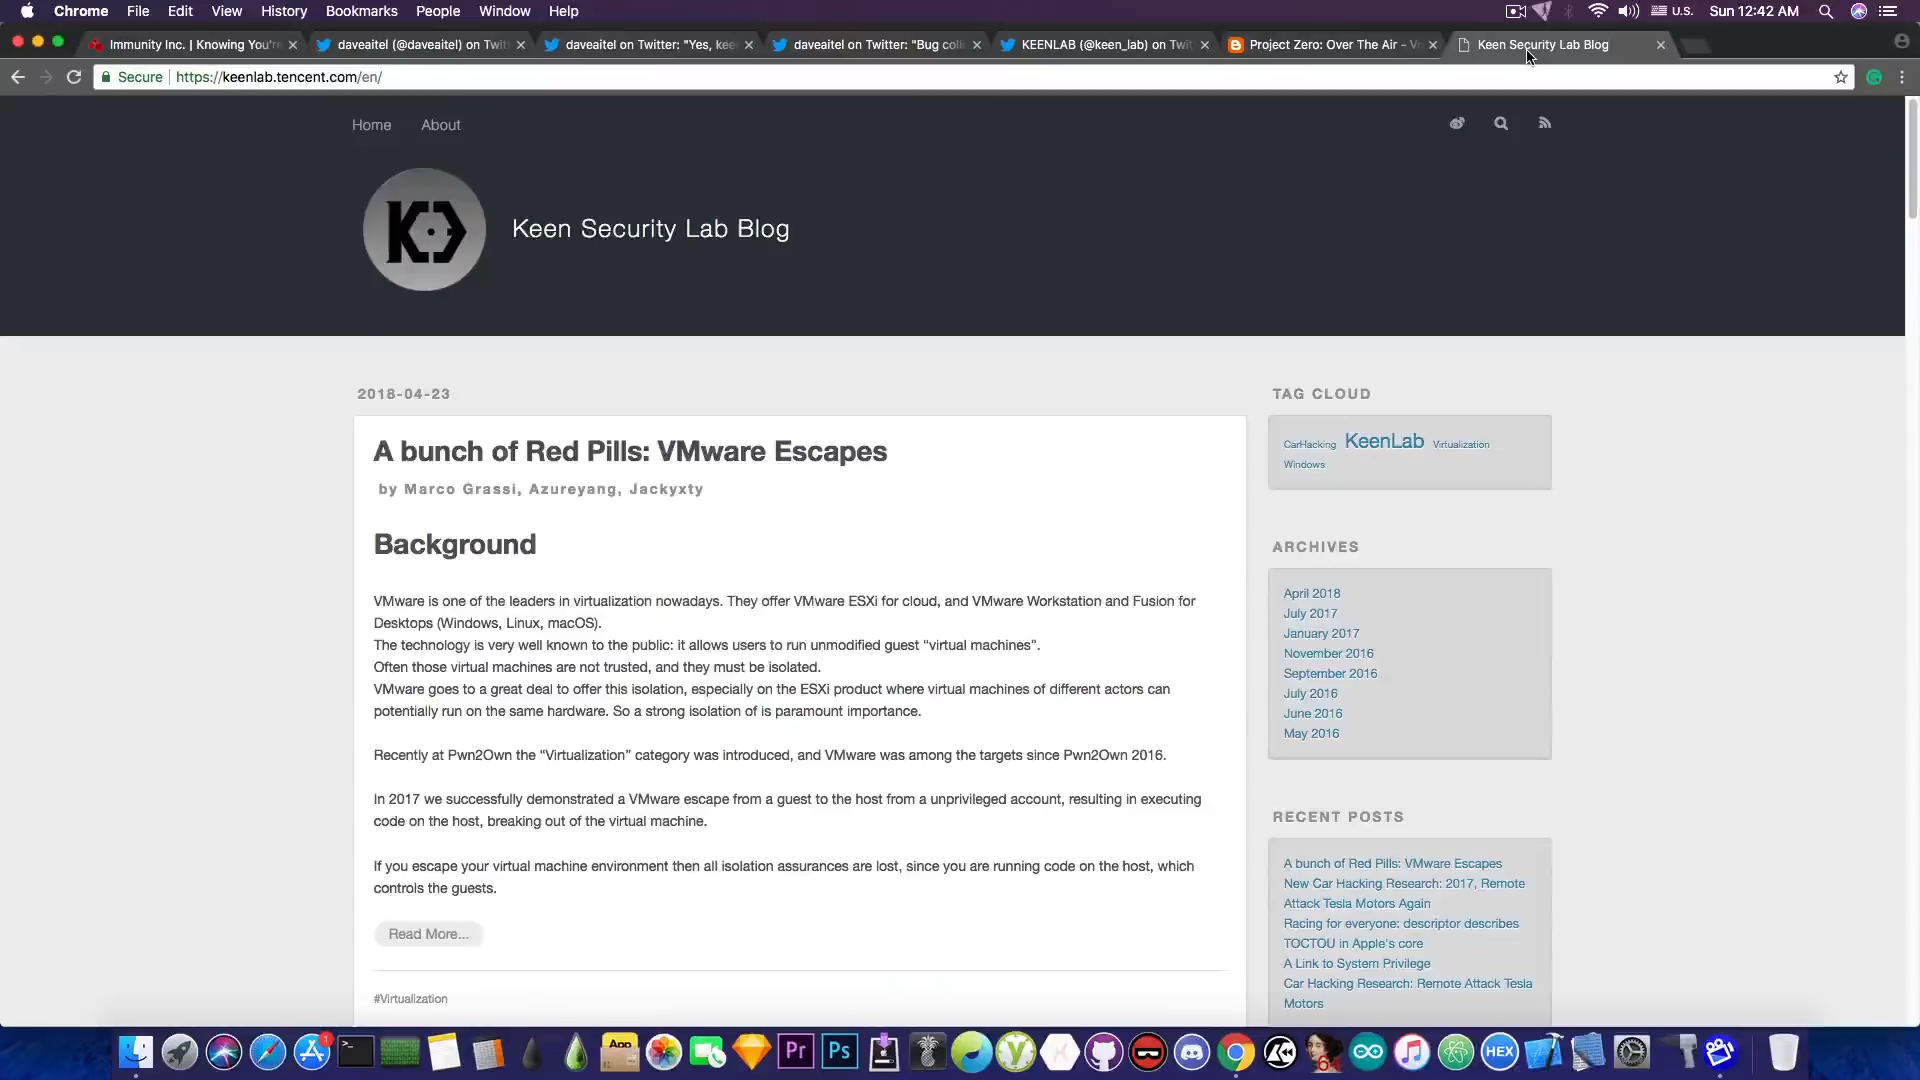 Chrome File Edit View History Bookmarks People Window Help U.S. Sun 12:42 AM
Immunity Inc. | Knowing You're
daveaitel (@daveaitel) on Twit
daveaitel on Twitter: "Yes, kee
daveaitel on Twitter: "Bug coll
KEENLAB (@keen_lab) on Twit
Project Zero: Over The Air - V
Keen Security Lab Blog
Secure https://keenlab.tencent.com/en/
Home About
Keen Security Lab Blog
2018-04-23
A bunch of Red Pills: VMware Escapes
by Marco Grassi, Azureyang, Jackyxty
Background
VMware is one of the leaders in virtualization nowadays. They offer VMware ESXi for cloud, and VMware Workstation and Fusion for
Desktops (Windows, Linux, macOS).
The technology is very well known to the public: it allows users to run unmodified guest “virtual machines”.
Often those virtual machines are not trusted, and they must be isolated.
VMware goes to a great deal to offer this isolation, especially on the ESXi product where virtual machines of different actors can
potentially run on the same hardware. So a strong isolation of is paramount importance.
Recently at Pwn2Own the “Virtualization” category was introduced, and VMware was among the targets since Pwn2Own 2016.
In 2017 we successfully demonstrated a VMware escape from a guest to the host from a unprivileged account, resulting in executing
code on the host, breaking out of the virtual machine.
If you escape your virtual machine environment then all isolation assurances are lost, since you are running code on the host, which
controls the guests.
Read More...
#Virtualization
TAG CLOUD
CarHacking KeenLab Virtualization
Windows
ARCHIVES
April 2018
July 2017
January 2017
November 2016
September 2016
July 2016
June 2016
May 2016
RECENT POSTS
A bunch of Red Pills: VMware Escapes
New Car Hacking Research: 2017, Remote
Attack Tesla Motors Again
Racing for everyone: descriptor describes
TOCTOU in Apple's core
A Link to System Privilege
Car Hacking Research: Remote Attack Tesla
Motors
1
App
Pr
Ps
HEX